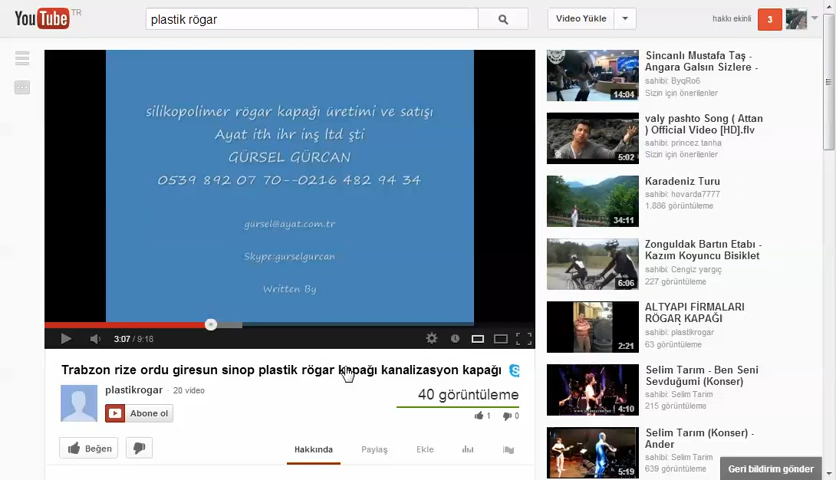 YouTube TR
plastik rögar
Video Yükle
hakkı ekinli
3
silikopolimer rögar kapağı üretimi ve satışı
Ayat ith ihr inş ltd şti
GÜRSEL GÜRCAN
0539 892 07 70--0216 482 94 34
gursel@ayat.com.tr
Skype:gurselgurcan
Written By
3:07 / 9:18
Trabzon rize ordu giresun sinop plastik rögar kapağı kanalizasyon kapağı
plastikrogar · 20 video
Abone ol
40 görüntüleme
1 0
Beğen
Hakkında
Paylaş
Ekle
Sincanlı Mustafa Taş -
Angara Galsın Sizlere -
sahibi: ByqRo6
Sizin için önerilenler
14:04
valy pashto Song ( Attan
) Official Video [HD].flv
sahibi: princez tanha
Sizin için önerilenler
5:02
Karadeniz Turu
sahibi: hovarda7777
1.886 görüntüleme
34:11
Zonguldak Bartın Etabı -
Kazım Koyuncu Bisiklet
sahibi: Cengiz yargıç
227 görüntüleme
6:06
ALTYAPI FİRMALARI
RÖGAR KAPAĞI
sahibi: plastikrogar
63 görüntüleme
2:21
Selim Tarım - Ben Seni
Sevduğumi (Konser)
sahibi: Selim Tarım
215 görüntüleme
4:10
Selim Tarım (Konser) -
Ander
sahibi: Selim Tarım
639 görüntüleme
5:19
Geri bildirim gönder